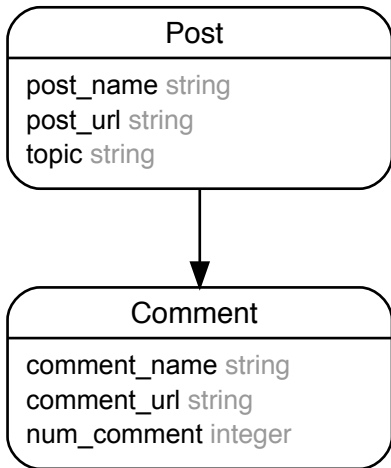 Post
post_name string
post_url string
topic string
Comment
comment_name string
comment_url string
num_comment integer